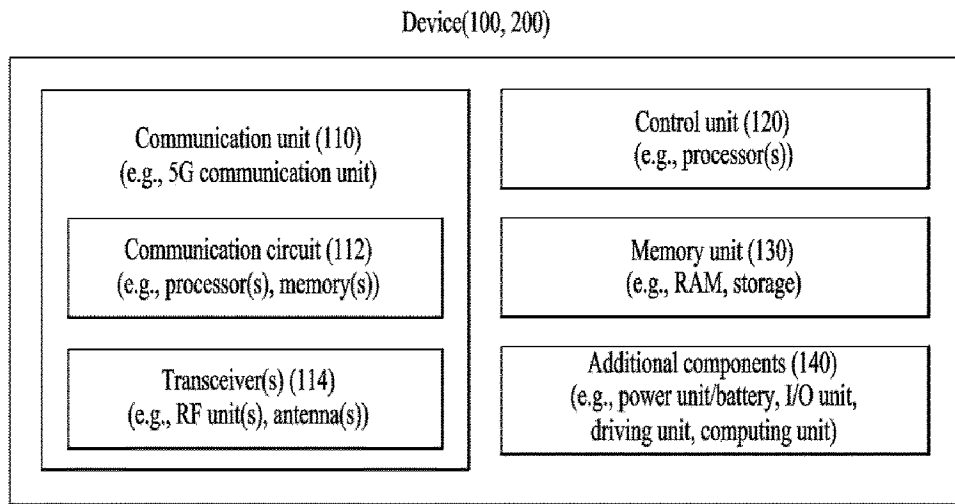 Device(100, 200)
Communication unit (110)
(e.g., 5G communication unit)
Communication circuit (112)
(e.g., processor(s), memory(s))
Transceiver(s) (114)
(e.g., RF unit(s), antenna(s))
Control unit (120)
(e.g., processor(s))
Memory unit (130)
(e.g., RAM, storage)
Additional components (140)
(e.g., power unit/battery, I/O unit,
driving unit, computing unit)